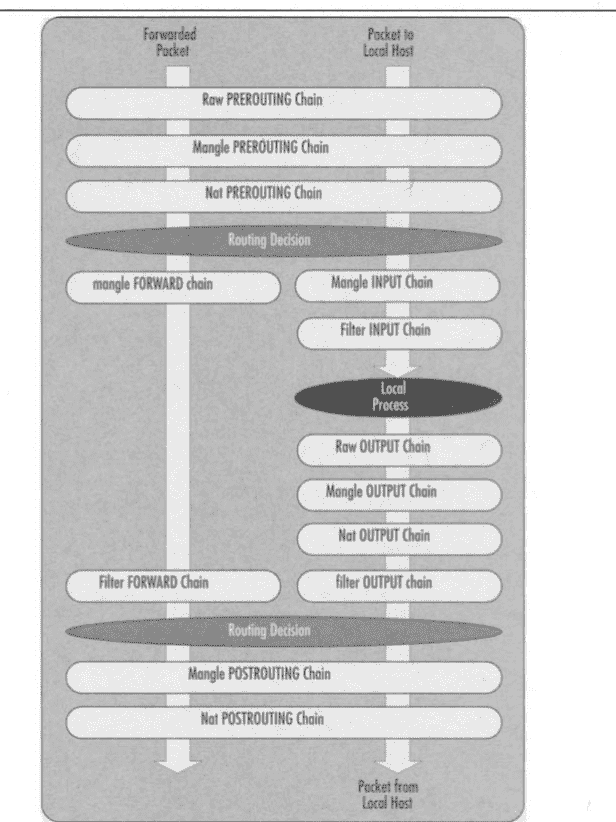 Forwarded
Packet
Packet to
Local Host
Raw PREROUTING Chain
Mangle PREROUTING Chain
Nat PREROUTING Chain
Routing Decision
mangle FORWARD chain
Mangle INPUT Chain
Filter INPUT Chain
Local
Process
Raw OUTPUT Chain
Mangle OUTPUT Chain
Nat OUTPUT Chain
Filter FORWARD Chain
filter OUTPUT chain
Routing Decision
Mangle POSTROUTING Chain
Nat POSTROUTING Chain
Packet from
Local Host